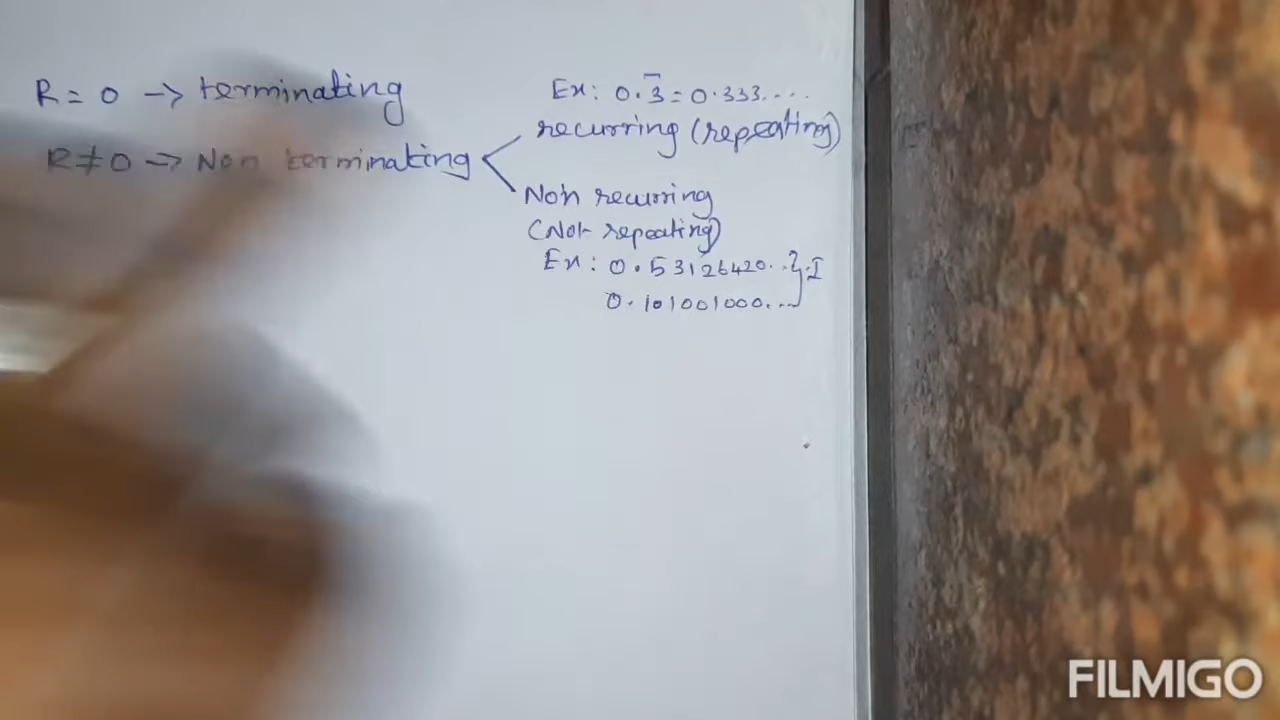 R = 0 -> terminating
R ≠ 0 -> Non terminating
Ex: 0.3̅ = 0.333....
recurring (repeating)
Non recurring
(Not repeating)
Ex: 0.53126420.. } I
0.101001000...
FILMIGO